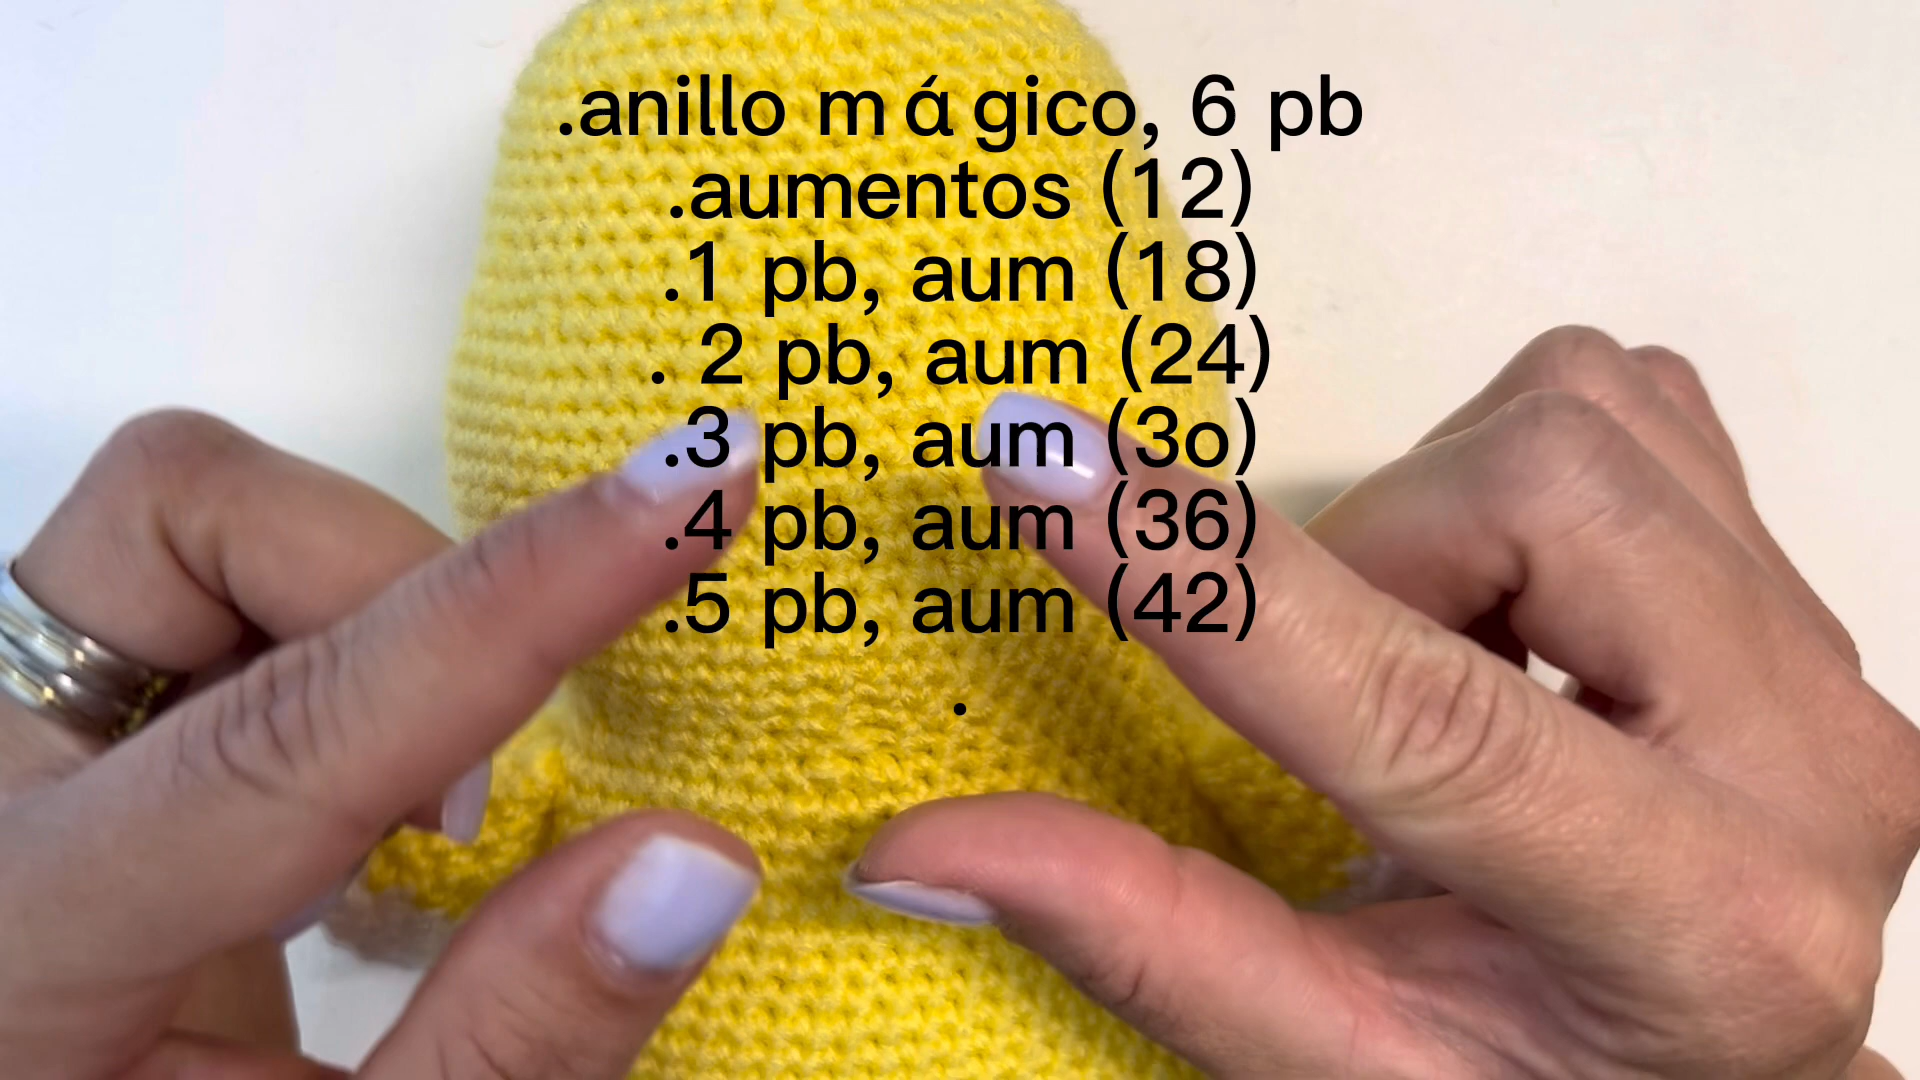 .anillo mágico, 6 pb
.aumentos (12)
.1 pb, aum (18)
. 2 pb, aum (24)
.3 pb, aum (3o)
.4 pb, aum (36)
.5 pb, aum (42)
.